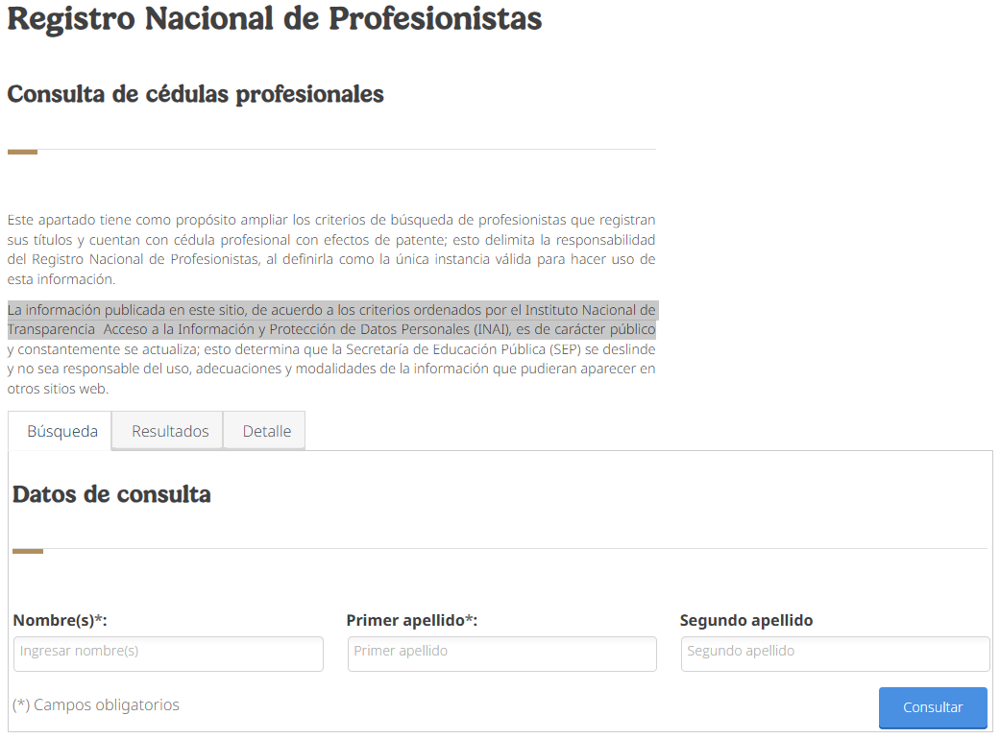 Registro Nacional de Profesionistas
Consulta de cédulas profesionales
Este apartado tiene como propósito ampliar los criterios de búsqueda de profesionistas que registran
sus títulos y cuentan con cédula profesional con efectos de patente; esto delimita la responsabilidad
del Registro Nacional de Profesionistas, al definirla como la única instancia válida para hacer uso de
esta información.
La información publicada en este sitio, de acuerdo a los criterios ordenados por el Instituto Nacional de
Transparencia  Acceso a la Información y Protección de Datos Personales (INAI), es de carácter público
y constantemente se actualiza; esto determina que la Secretaría de Educación Pública (SEP) se deslinde
y no sea responsable del uso, adecuaciones y modalidades de la información que pudieran aparecer en
otros sitios web.
Búsqueda Resultados Detalle
Datos de consulta
Nombre(s)*: Primer apellido*: Segundo apellido
Ingresar nombre(s) Primer apellido Segundo apellido
(*) Campos obligatorios Consultar